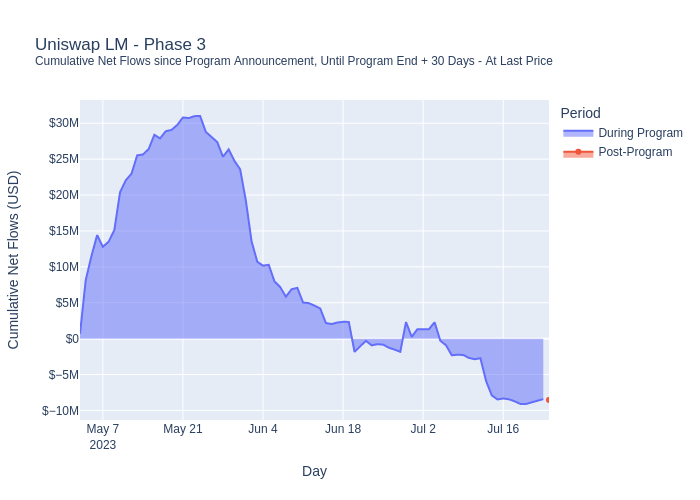 Uniswap LM - Phase 3
Cumulative Net Flows since Program Announcement, Until Program End + 30 Days - At Last Price
Period
During Program
Post-Program
Cumulative Net Flows (USD)
$30M
$25M
$20M
$15M
$10M
$5M
$0
$−5M
$−10M
May 7
2023
May 21
Jun 4
Jun 18
Jul 2
Jul 16
Day